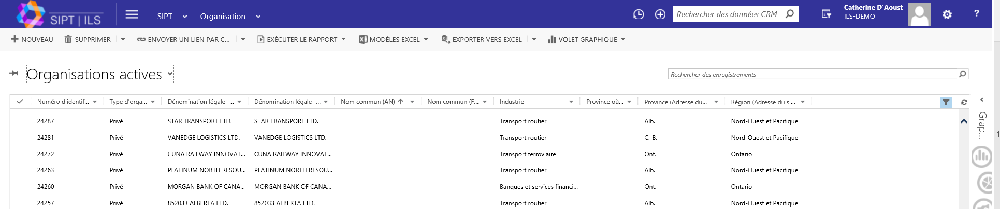 SIPT | ILS
SIPT
Organisation
Rechercher des données CRM
Catherine D'Aoust
ILS-DEMO
?
NOUVEAU
SUPPRIMER
ENVOYER UN LIEN PAR C...
EXÉCUTER LE RAPPORT
MODÈLES EXCEL
EXPORTER VERS EXCEL
VOLET GRAPHIQUE
Organisations actives
Rechercher des enregistrements
Numéro d'identif... Type d'orga... Dénomination légale -... Dénomination légale -... Nom commun (AN) Nom commun (F... Industrie Province où... Province (Adresse du... Région (Adresse du si...
24287 Privé STAR TRANSPORT LTD. STAR TRANSPORT LTD. Transport routier Alb. Nord-Ouest et Pacifique
24281 Privé VANEDGE LOGISTICS LTD. VANEDGE LOGISTICS LTD. Transport routier C.-B. Nord-Ouest et Pacifique
24272 Privé CUNA RAILWAY INNOVAT... CUNA RAILWAY INNOVAT... Transport ferroviaire Ont. Ontario
24263 Privé PLATINUM NORTH RESOU... PLATINUM NORTH RESOU... Transport routier Alb. Nord-Ouest et Pacifique
24260 Privé MORGAN BANK OF CANA... MORGAN BANK OF CANA... Banques et services financi... Ont. Ontario
24257 Privé 852033 ALBERTA LTD. 852033 ALBERTA LTD. Transport routier Alb. Nord-Ouest et Pacifique
Grap...
1